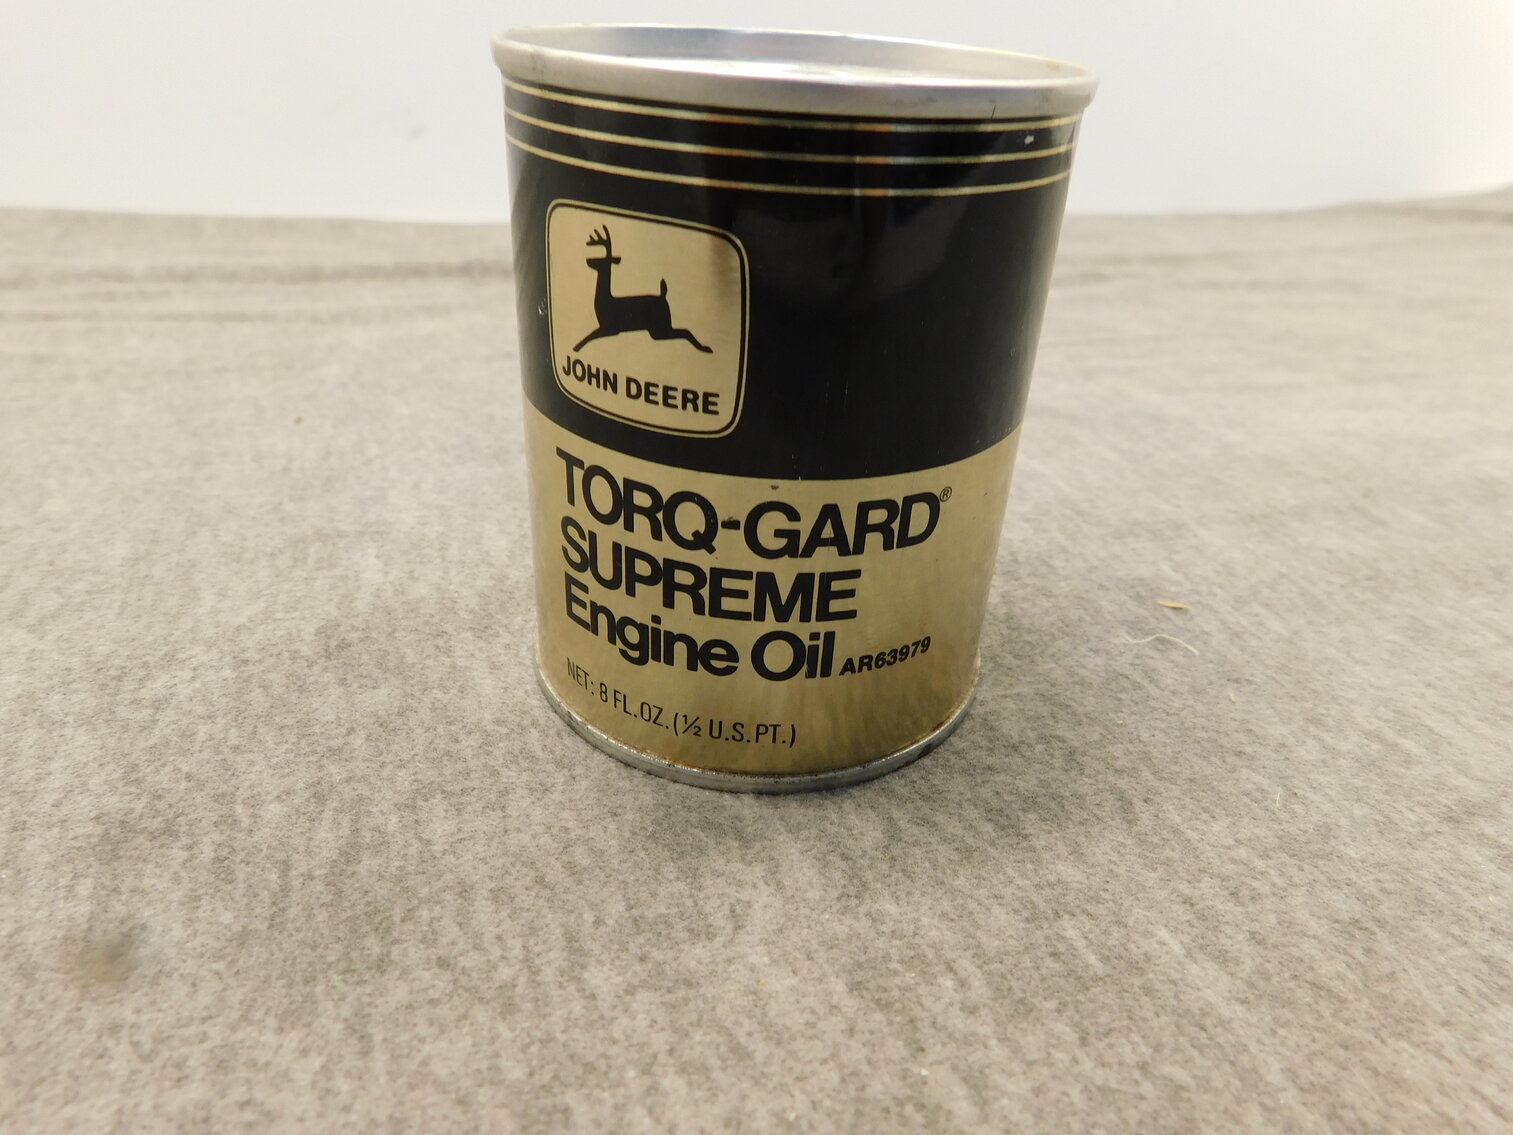 JOHN DEERE
TORQ-GARD®
SUPREME
Engine Oil AR63979
NET: 8 FL.OZ. (½ U.S.PT.)